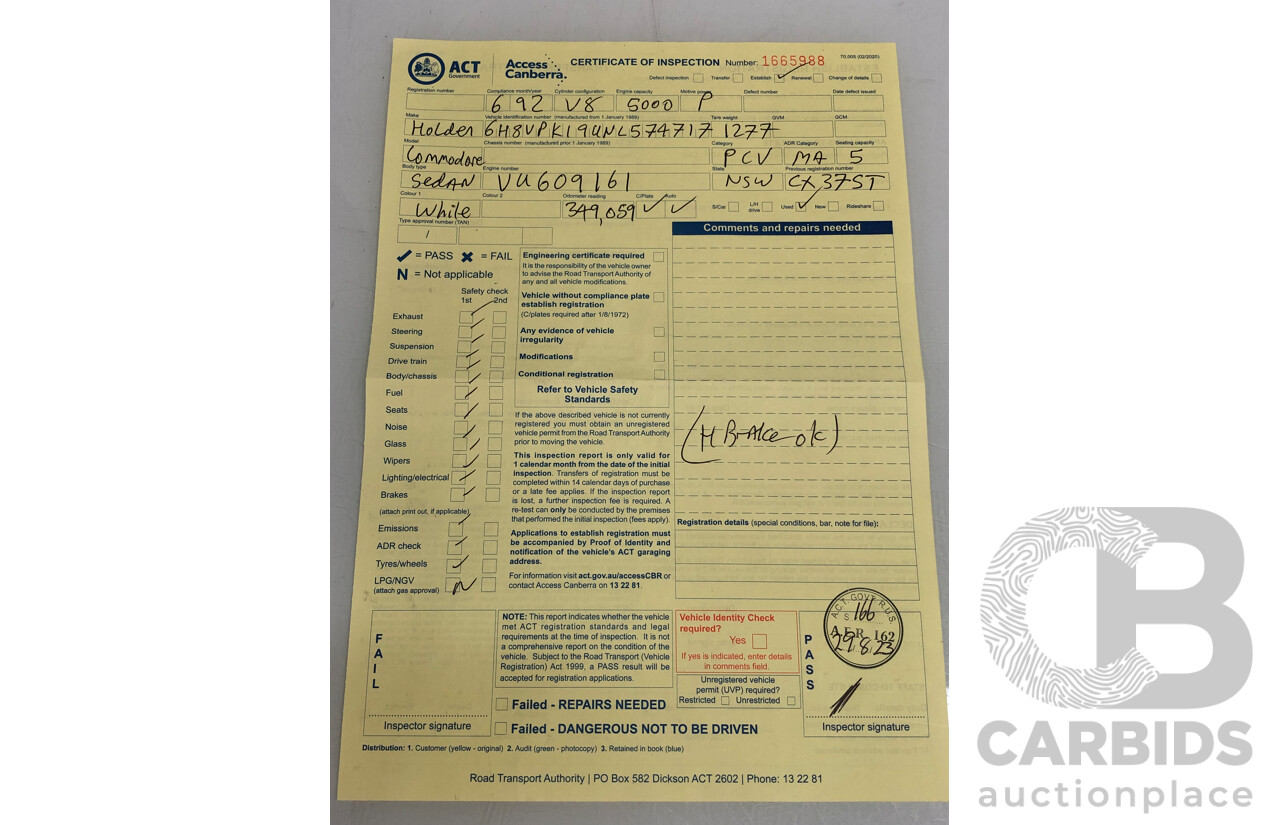 ACT Government
Access Canberra.
CERTIFICATE OF INSPECTION Number: 1665988
70.005 (02/2020)
Defect inspection Transfer Establish ✓ Renewal Change of details
Registration number Compliance month/year Cylinder configuration Engine capacity Motive power Defect number Date defect issued
6 92 V8 5000 P
Make Vehicle identification number (manufactured from 1 January 1989) Tare weight GVM GCM
Holden 6H8VPK19UNL574717 1277
Model Chassis number (manufactured prior 1 January 1989) Category ADR Category Seating capacity
Commodore PCV MA 5
Body type Engine number State Previous registration number
SedAN VU609161 NSW CX37ST
Colour 1 Colour 2 Odometer reading C/Plate Auto
White 349,059 ✓ ✓
S/Car L/H drive Used ✓ New Rideshare
Type approval number (TAN)
Comments and repairs needed
✓ = PASS ✗ = FAIL
N = Not applicable
Safety check
1st 2nd
Exhaust
Steering
Suspension
Drive train
Body/chassis
Fuel
Seats
Noise
Glass
Wipers
Lighting/electrical
Brakes
(attach print out, if applicable)
Emissions
ADR check
Tyres/wheels
LPG/NGV N
(attach gas approval)
Engineering certificate required
It is the responsibility of the vehicle owner
to advise the Road Transport Authority of
any and all vehicle modifications.
Vehicle without compliance plate
establish registration
(C/plates required after 1/8/1972)
Any evidence of vehicle
irregularity
Modifications
Conditional registration
Refer to Vehicle Safety
Standards
If the above described vehicle is not currently
registered you must obtain an unregistered
vehicle permit from the Road Transport Authority
prior to moving the vehicle.
This inspection report is only valid for
1 calendar month from the date of the initial
inspection. Transfers of registration must be
completed within 14 calendar days of purchase
or a late fee applies. If the inspection report
is lost, a further inspection fee is required. A
re-test can only be conducted by the premises
that performed the initial inspection (fees apply).
Applications to establish registration must
be accompanied by Proof of Identity and
notification of the vehicle's ACT garaging
address.
For information visit act.gov.au/accessCBR or
contact Access Canberra on 13 22 81.
(H BrAke ok)
Registration details (special conditions, bar, note for file):
FAIL
Inspector signature
NOTE: This report indicates whether the vehicle
met ACT registration standards and legal
requirements at the time of inspection. It is not
a comprehensive report on the condition of the
vehicle. Subject to the Road Transport (Vehicle
Registration) Act 1999, a PASS result will be
accepted for registration applications.
Failed - REPAIRS NEEDED
Failed - DANGEROUS NOT TO BE DRIVEN
Vehicle Identity Check
required?
Yes
If yes is indicated, enter details
in comments field.
Unregistered vehicle
permit (UVP) required?
Restricted Unrestricted
PASS
A.C.T. GOVT R.U.S.
166
A.E.R. 162
29.8.23
Inspector signature
Distribution: 1. Customer (yellow - original) 2. Audit (green - photocopy) 3. Retained in book (blue)
Road Transport Authority | PO Box 582 Dickson ACT 2602 | Phone: 13 22 81
CB
CARBIDS
auctionplace